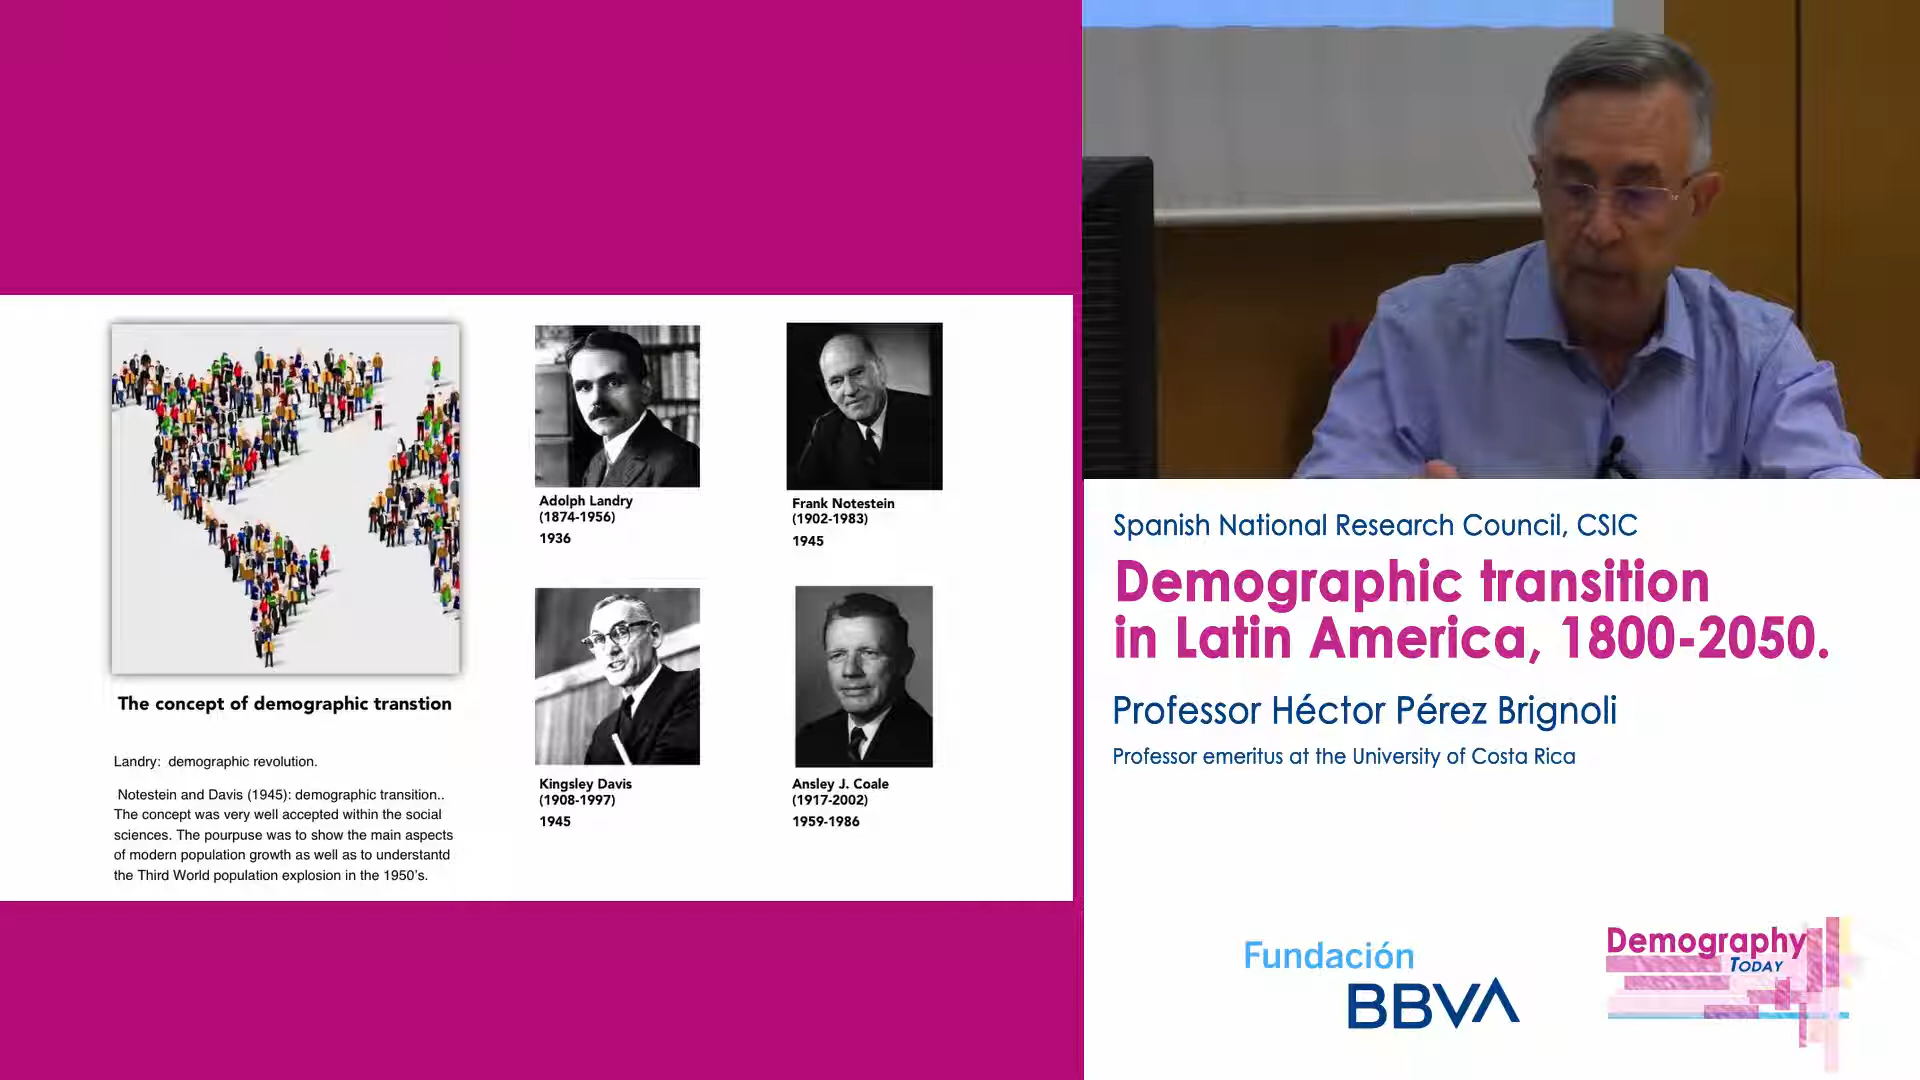 The concept of demographic transtion
Landry: demographic revolution.
Notestein and Davis (1945): demographic transition..
The concept was very well accepted within the social
sciences. The pourpuse was to show the main aspects
of modern population growth as well as to understantd
the Third World population explosion in the 1950's.
Adolph Landry
(1874-1956)
1936
Frank Notestein
(1902-1983)
1945
Kingsley Davis
(1908-1997)
1945
Ansley J. Coale
(1917-2002)
1959-1986
Spanish National Research Council, CSIC
Demographic transition
in Latin America, 1800-2050.
Professor Héctor Pérez Brignoli
Professor emeritus at the University of Costa Rica
Fundación
BBVA
Demography
TODAY